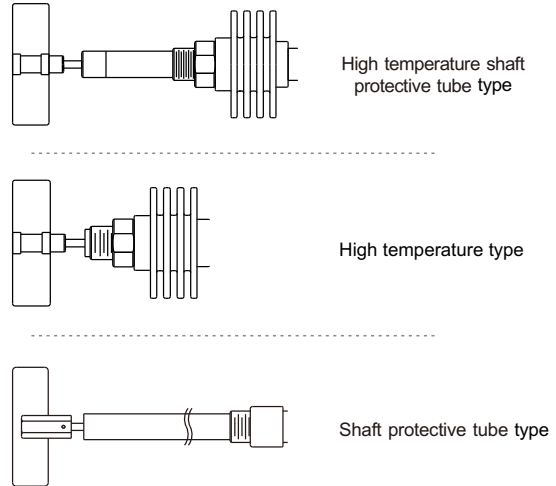 High temperature shaft
protective tube type
High temperature type
Shaft protective tube type